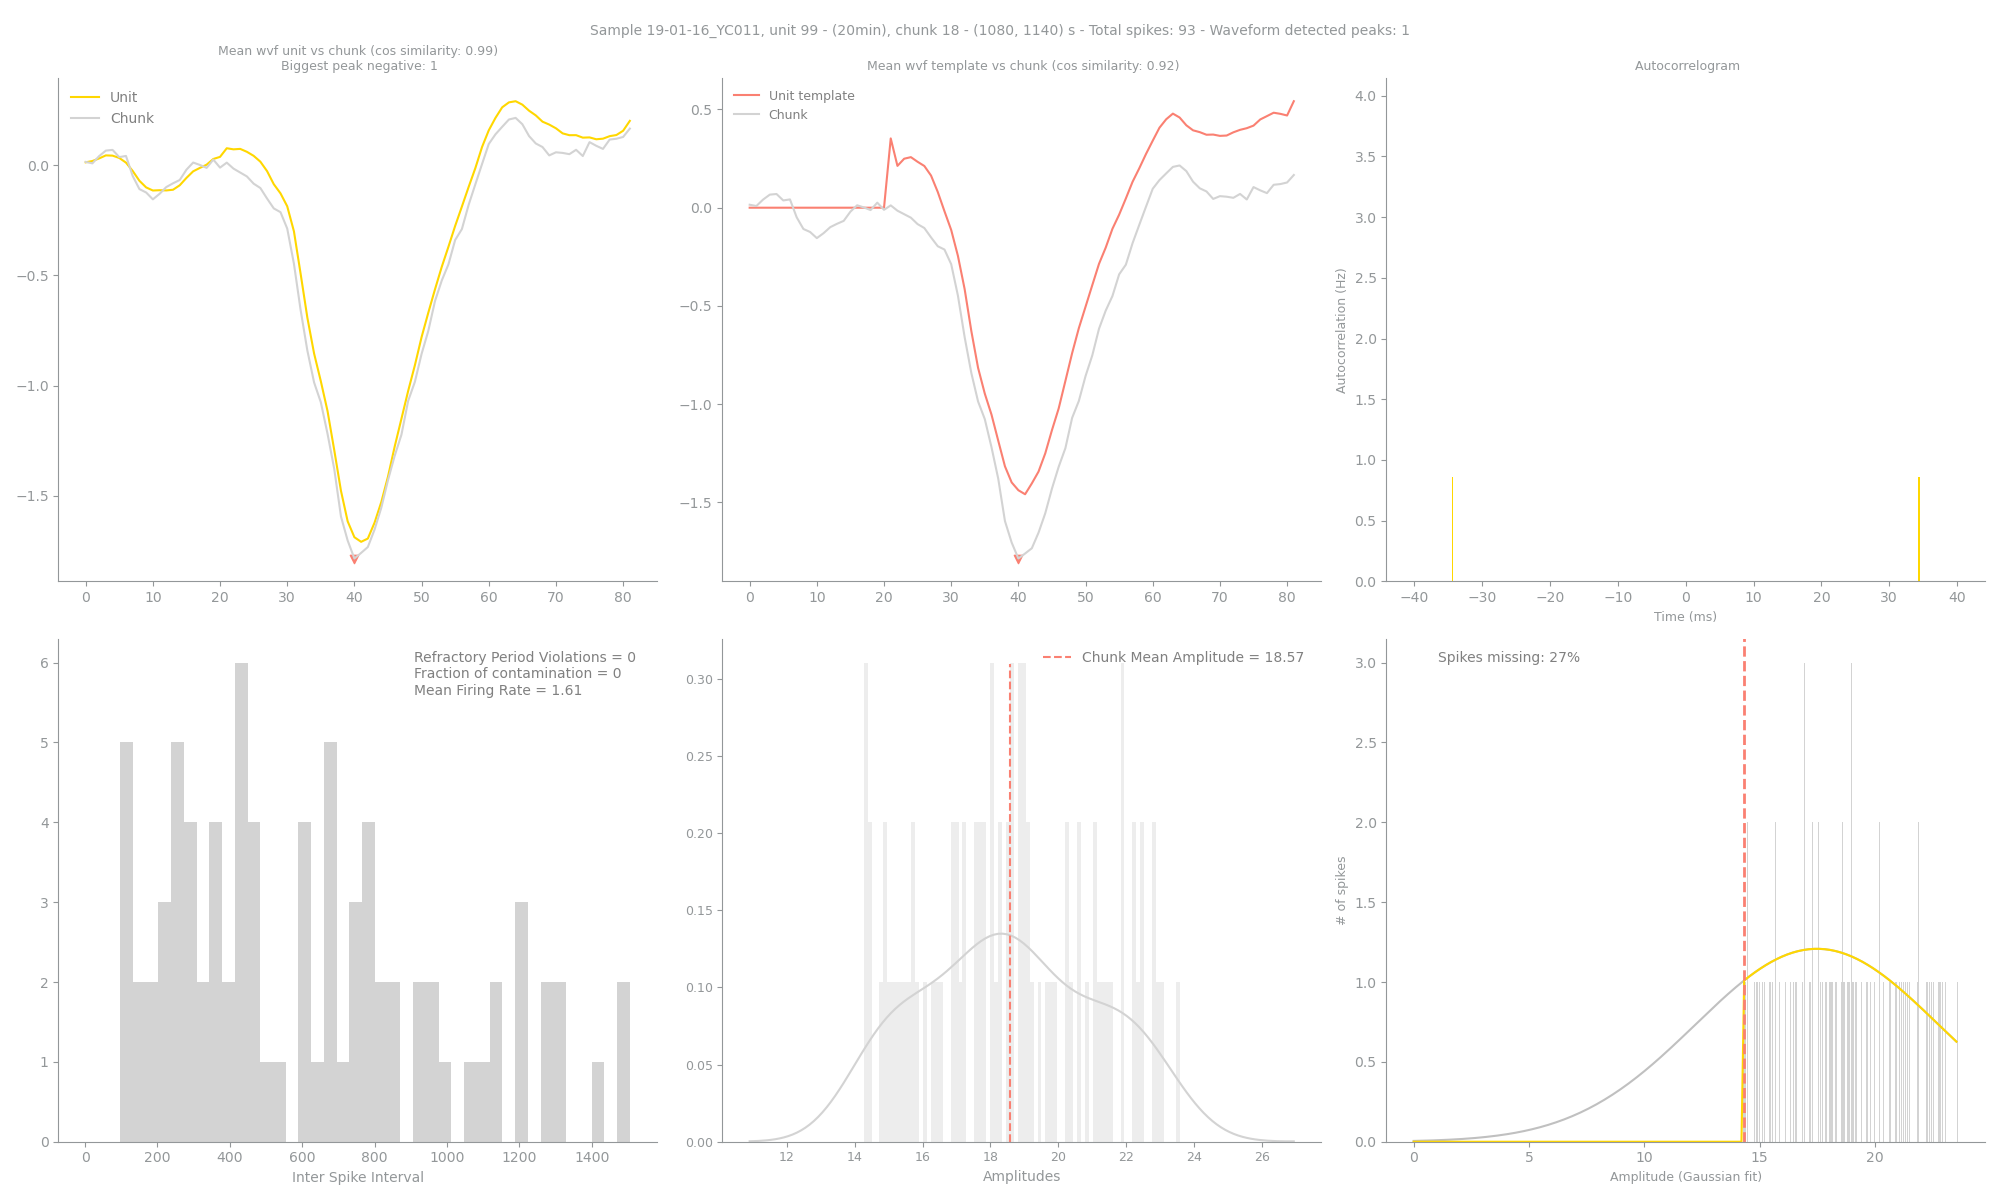 Sample 19-01-16_YC011, unit 99 - (20min), chunk 18 - (1080, 1140) s - Total spikes: 93 - Waveform detected peaks: 1
Mean wvf unit vs chunk (cos similarity: 0.99)
Biggest peak negative: 1
Unit
Chunk
0.0
−0.5
−1.0
−1.5
0 10 20 30 40 50 60 70 80
Mean wvf template vs chunk (cos similarity: 0.92)
Unit template
Chunk
0.5
0.0
−0.5
−1.0
−1.5
0 10 20 30 40 50 60 70 80
Autocorrelogram
Autocorrelation (Hz)
4.0
3.5
3.0
2.5
2.0
1.5
1.0
0.5
0.0
−40 −30 −20 −10 0 10 20 30 40
Time (ms)
Refractory Period Violations = 0
Fraction of contamination = 0
Mean Firing Rate = 1.61
6
5
4
3
2
1
0
0 200 400 600 800 1000 1200 1400
Inter Spike Interval
Chunk Mean Amplitude = 18.57
0.30
0.25
0.20
0.15
0.10
0.05
0.00
12 14 16 18 20 22 24 26
Amplitudes
Spikes missing: 27%
# of spikes
3.0
2.5
2.0
1.5
1.0
0.5
0.0
0 5 10 15 20
Amplitude (Gaussian fit)